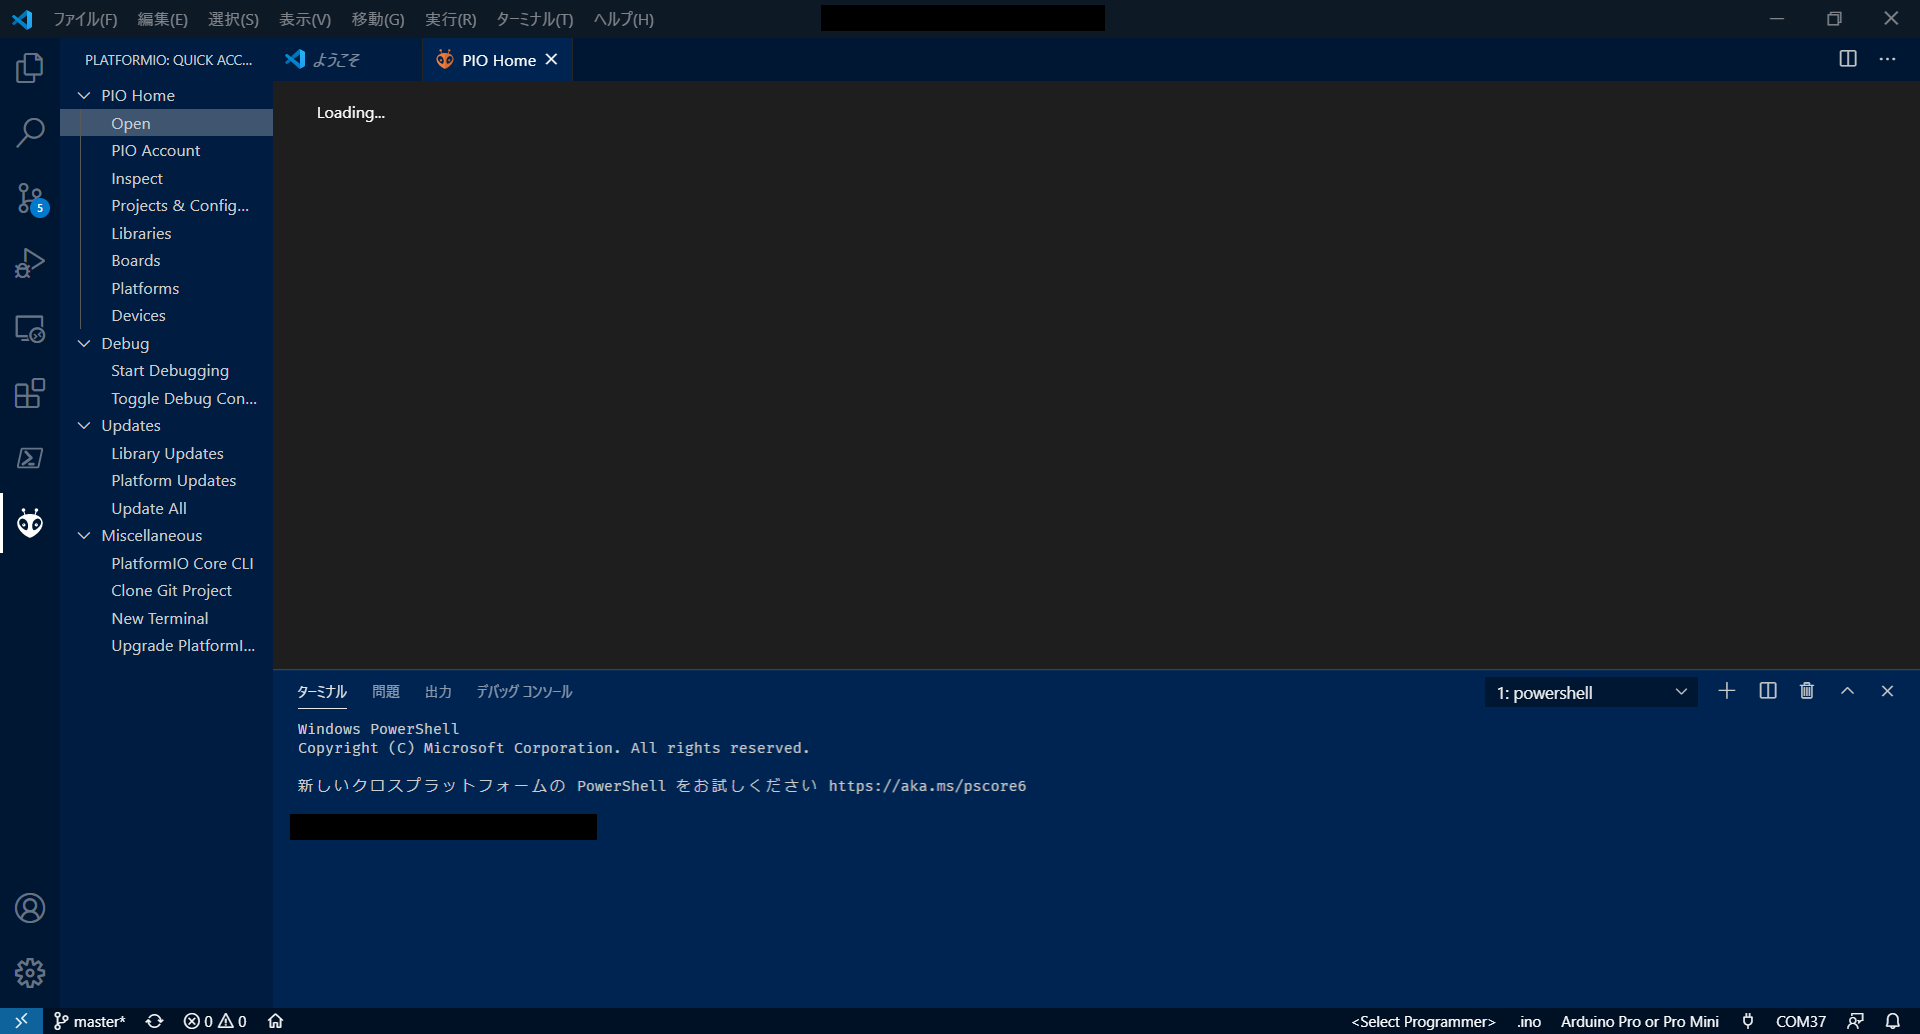 ファイル(F) 編集(E) 選択(S) 表示(V) 移動(G) 実行(R) ターミナル(T) ヘルプ(H)
PLATFORMIO: QUICK ACC...
ようこそ
PIO Home
PIO Home
Open
PIO Account
Inspect
Projects & Config...
Libraries
Boards
Platforms
Devices
Debug
Start Debugging
Toggle Debug Con...
Updates
Library Updates
Platform Updates
Update All
Miscellaneous
PlatformIO Core CLI
Clone Git Project
New Terminal
Upgrade PlatformI...
5
Loading...
ターミナル 問題 出力 デバッグ コンソール
1: powershell
Windows PowerShell
Copyright (C) Microsoft Corporation. All rights reserved.
新しいクロスプラットフォームの PowerShell をお試しください https://aka.ms/pscore6
master* 0 0
<Select Programmer> .ino Arduino Pro or Pro Mini COM37